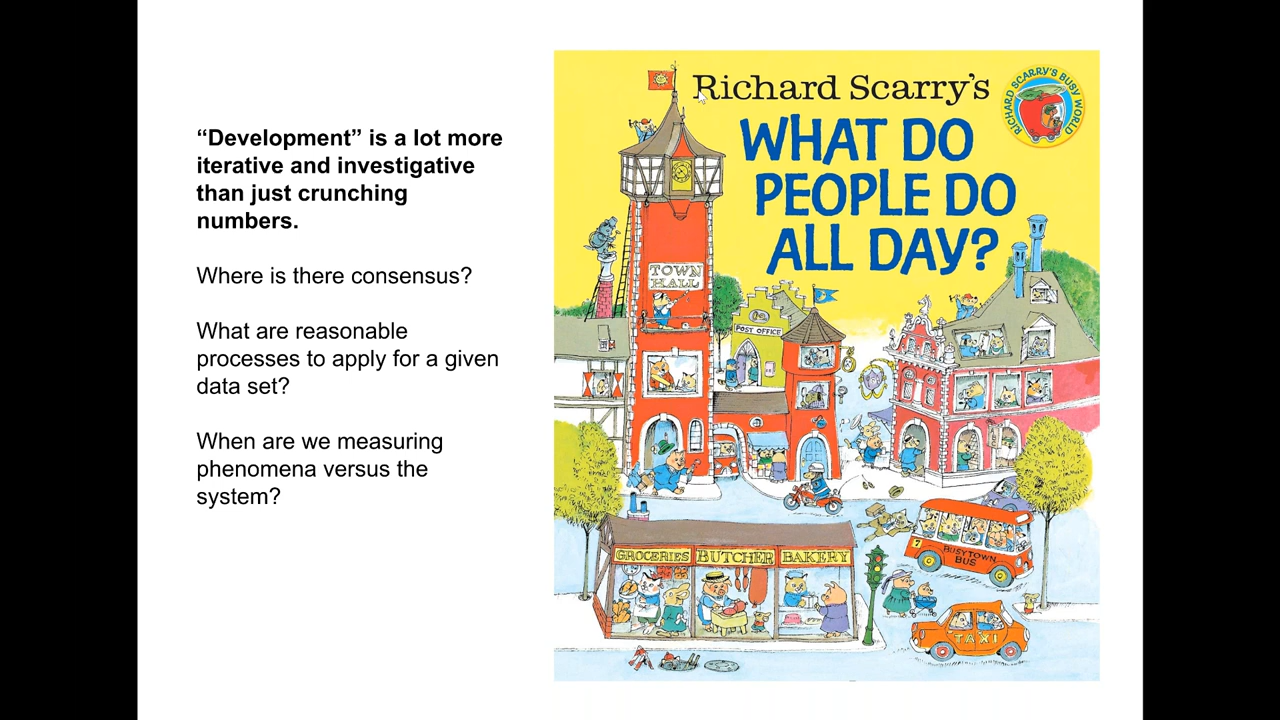 “Development” is a lot more
iterative and investigative
than just crunching
numbers.
Where is there consensus?
What are reasonable
processes to apply for a given
data set?
When are we measuring
phenomena versus the
system?
Richard Scarry's
WHAT DO
PEOPLE DO
ALL DAY?
RICHARD SCARRY'S BUSY WORLD
TOWN
HALL
POST OFFICE
GROCERIES
BUTCHER
BAKERY
BUSYTOWN
BUS
TAXI